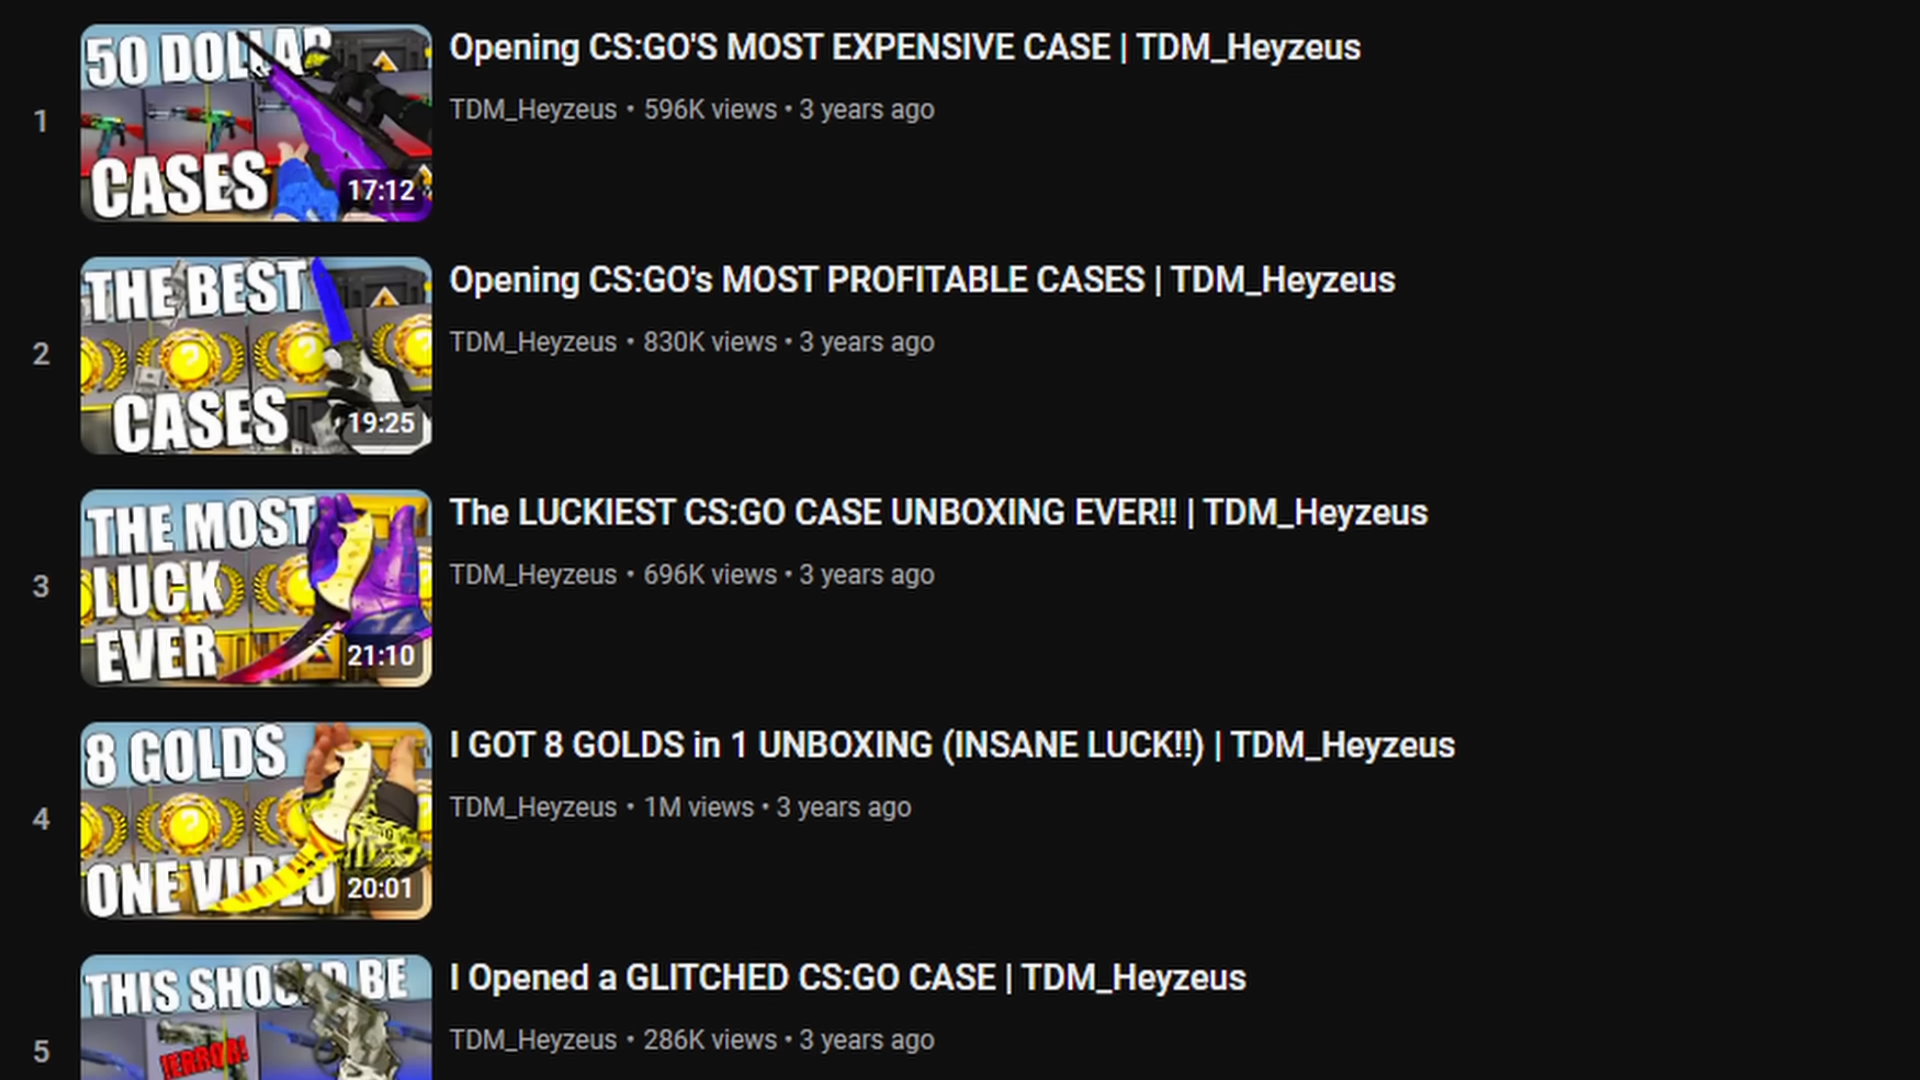 1
50 DOLLAR
CASES
17:12
Opening CS:GO'S MOST EXPENSIVE CASE | TDM_Heyzeus
TDM_Heyzeus • 596K views • 3 years ago
2
THE BEST
CASES
19:25
Opening CS:GO's MOST PROFITABLE CASES | TDM_Heyzeus
TDM_Heyzeus • 830K views • 3 years ago
3
THE MOST
LUCK
EVER
21:10
The LUCKIEST CS:GO CASE UNBOXING EVER!! | TDM_Heyzeus
TDM_Heyzeus • 696K views • 3 years ago
4
8 GOLDS
ONE VIDEO
20:01
I GOT 8 GOLDS in 1 UNBOXING (INSANE LUCK!!) | TDM_Heyzeus
TDM_Heyzeus • 1M views • 3 years ago
5
THIS SHOULD BE
!ERROR!
I Opened a GLITCHED CS:GO CASE | TDM_Heyzeus
TDM_Heyzeus • 286K views • 3 years ago